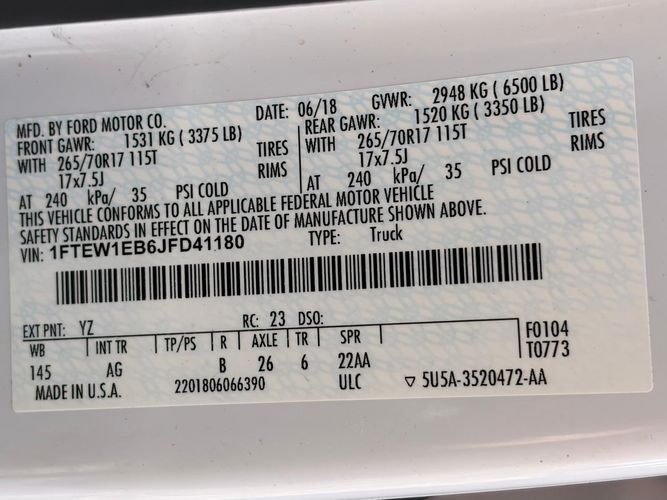 MFD. BY FORD MOTOR CO. DATE: 06/18 GVWR: 2948 KG ( 6500 LB)
FRONT GAWR: 1531 KG ( 3375 LB) REAR GAWR: 1520 KG ( 3350 LB)
WITH 265/70R17 115T TIRES WITH 265/70R17 115T TIRES
17x7.5J RIMS 17x7.5J RIMS
AT 240 kPa/ 35 PSI COLD AT 240 kPa/ 35 PSI COLD
THIS VEHICLE CONFORMS TO ALL APPLICABLE FEDERAL MOTOR VEHICLE
SAFETY STANDARDS IN EFFECT ON THE DATE OF MANUFACTURE SHOWN ABOVE.
VIN: 1FTEW1EB6JFD41180 TYPE: Truck
EXT PNT: YZ RC: 23 DSO:
WB INT TR TP/PS R AXLE TR SPR F0104
145 AG B 26 6 22AA T0773
MADE IN U.S.A. 2201806066390 ULC ▽ 5U5A-3520472-AA